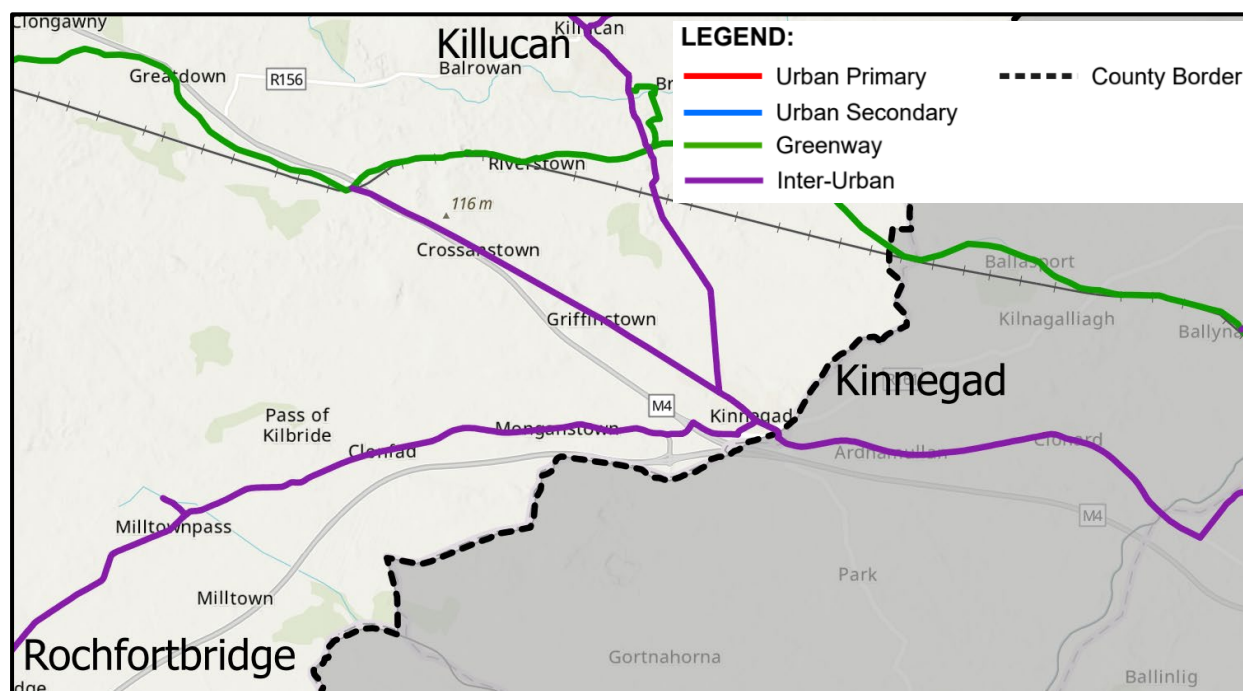 Clongawny
Killucan
Killucan
LEGEND:
Urban Primary
County Border
Urban Secondary
Greenway
Inter-Urban
Greatdown
R156
Balrowan
Br
Riverstown
116 m
Crossanstown
Ballasport
Griffinstown
Kilnagalliagh
Ballyna
Kinnegad
M4
Kinnegad
Pass of
Kilbride
Monganstown
Clonfad
Ardnamullan
Clonard
Milltownpass
M4
Park
Milltown
Rochfortbridge
Gortnahorna
Ballinlig
dge